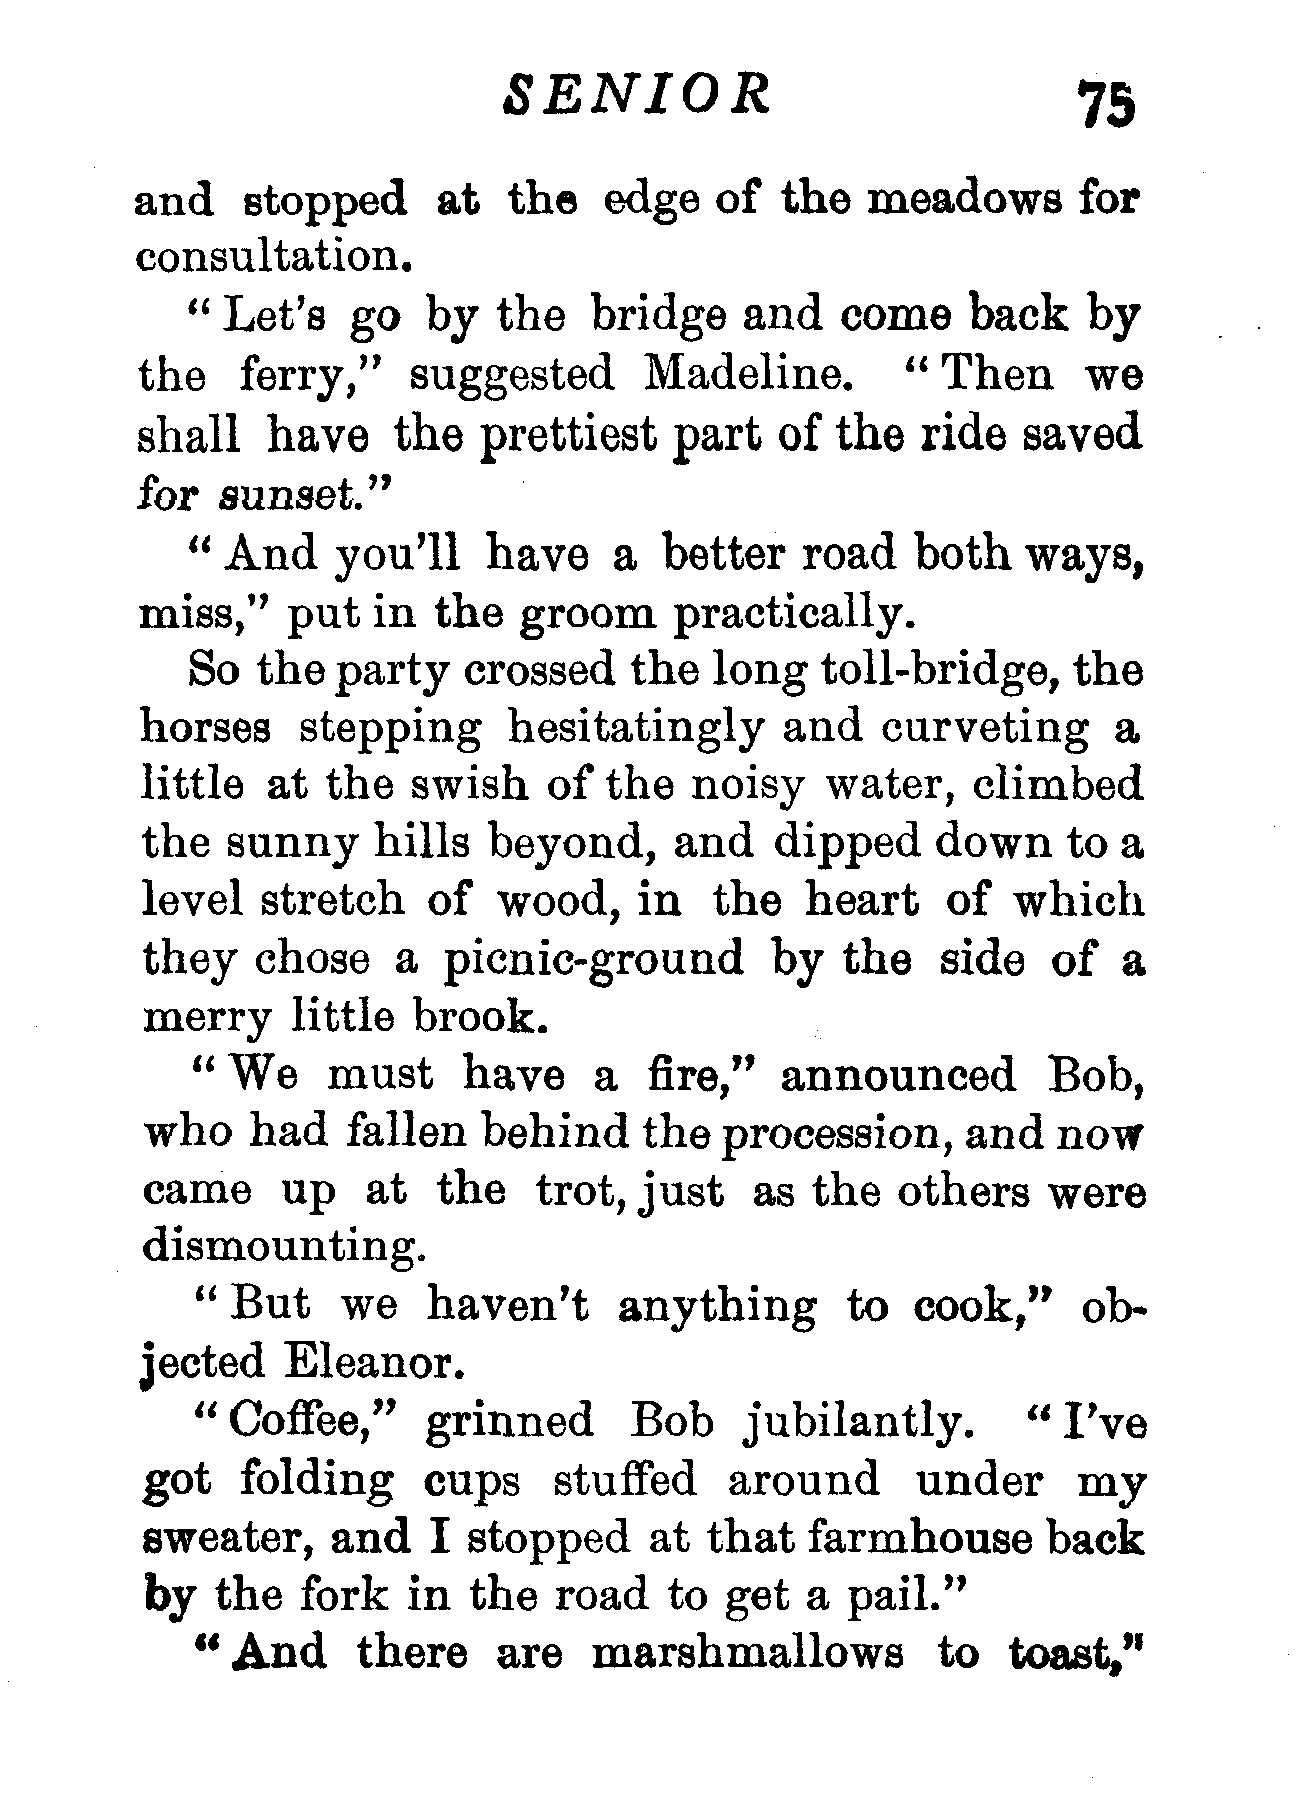 SENIOR 75
and stopped at the edge of the meadows for
consultation.
" Let's go by the bridge and come back by
the ferry," suggested Madeline. " Then we
shall have the prettiest part of the ride saved
for sunset."
" And you'll have a better road both ways,
miss," put in the groom practically.
So the party crossed the long toll-bridge, the
horses stepping hesitatingly and curveting a
little at the swish of the noisy water, climbed
the sunny hills beyond, and dipped down to a
level stretch of wood, in the heart of which
they chose a picnic-ground by the side of a
merry little brook.
" We must have a fire," announced Bob,
who had fallen behind the procession, and now
came up at the trot, just as the others were
dismounting.
" But we haven't anything to cook," ob-
jected Eleanor.
" Coffee," grinned Bob jubilantly. " I've
got folding cups stuffed around under my
sweater, and I stopped at that farmhouse back
by the fork in the road to get a pail."
" And there are marshmallows to toast,"